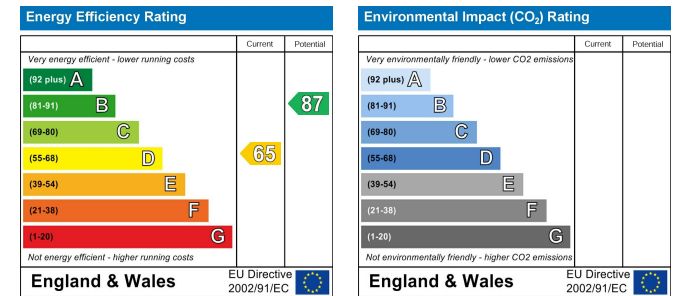 Energy Efficiency Rating
Current Potential
Very energy efficient - lower running costs
(92 plus) A
(81-91) B
87
(69-80) C
(55-68) D
65
(39-54) E
(21-38) F
(1-20) G
Not energy efficient - higher running costs
England & Wales
EU Directive
2002/91/EC
Environmental Impact (CO₂) Rating
Current Potential
Very environmentally friendly - lower CO2 emissions
(92 plus) A
(81-91) B
(69-80) C
(55-68) D
(39-54) E
(21-38) F
(1-20) G
Not environmentally friendly - higher CO2 emissions
England & Wales
EU Directive
2002/91/EC